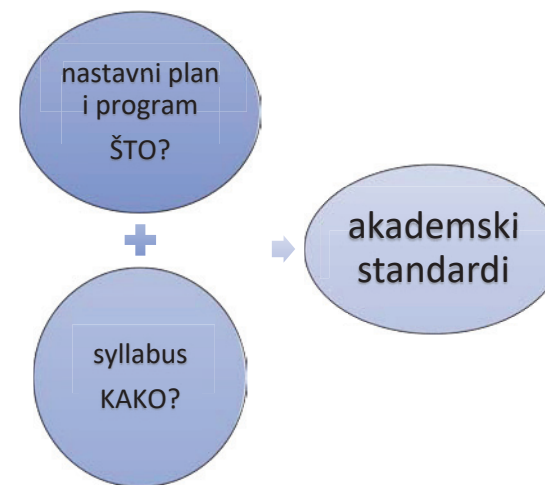 nastavni plan
i program
ŠTO?
syllabus
KAKO?
akademski
standardi